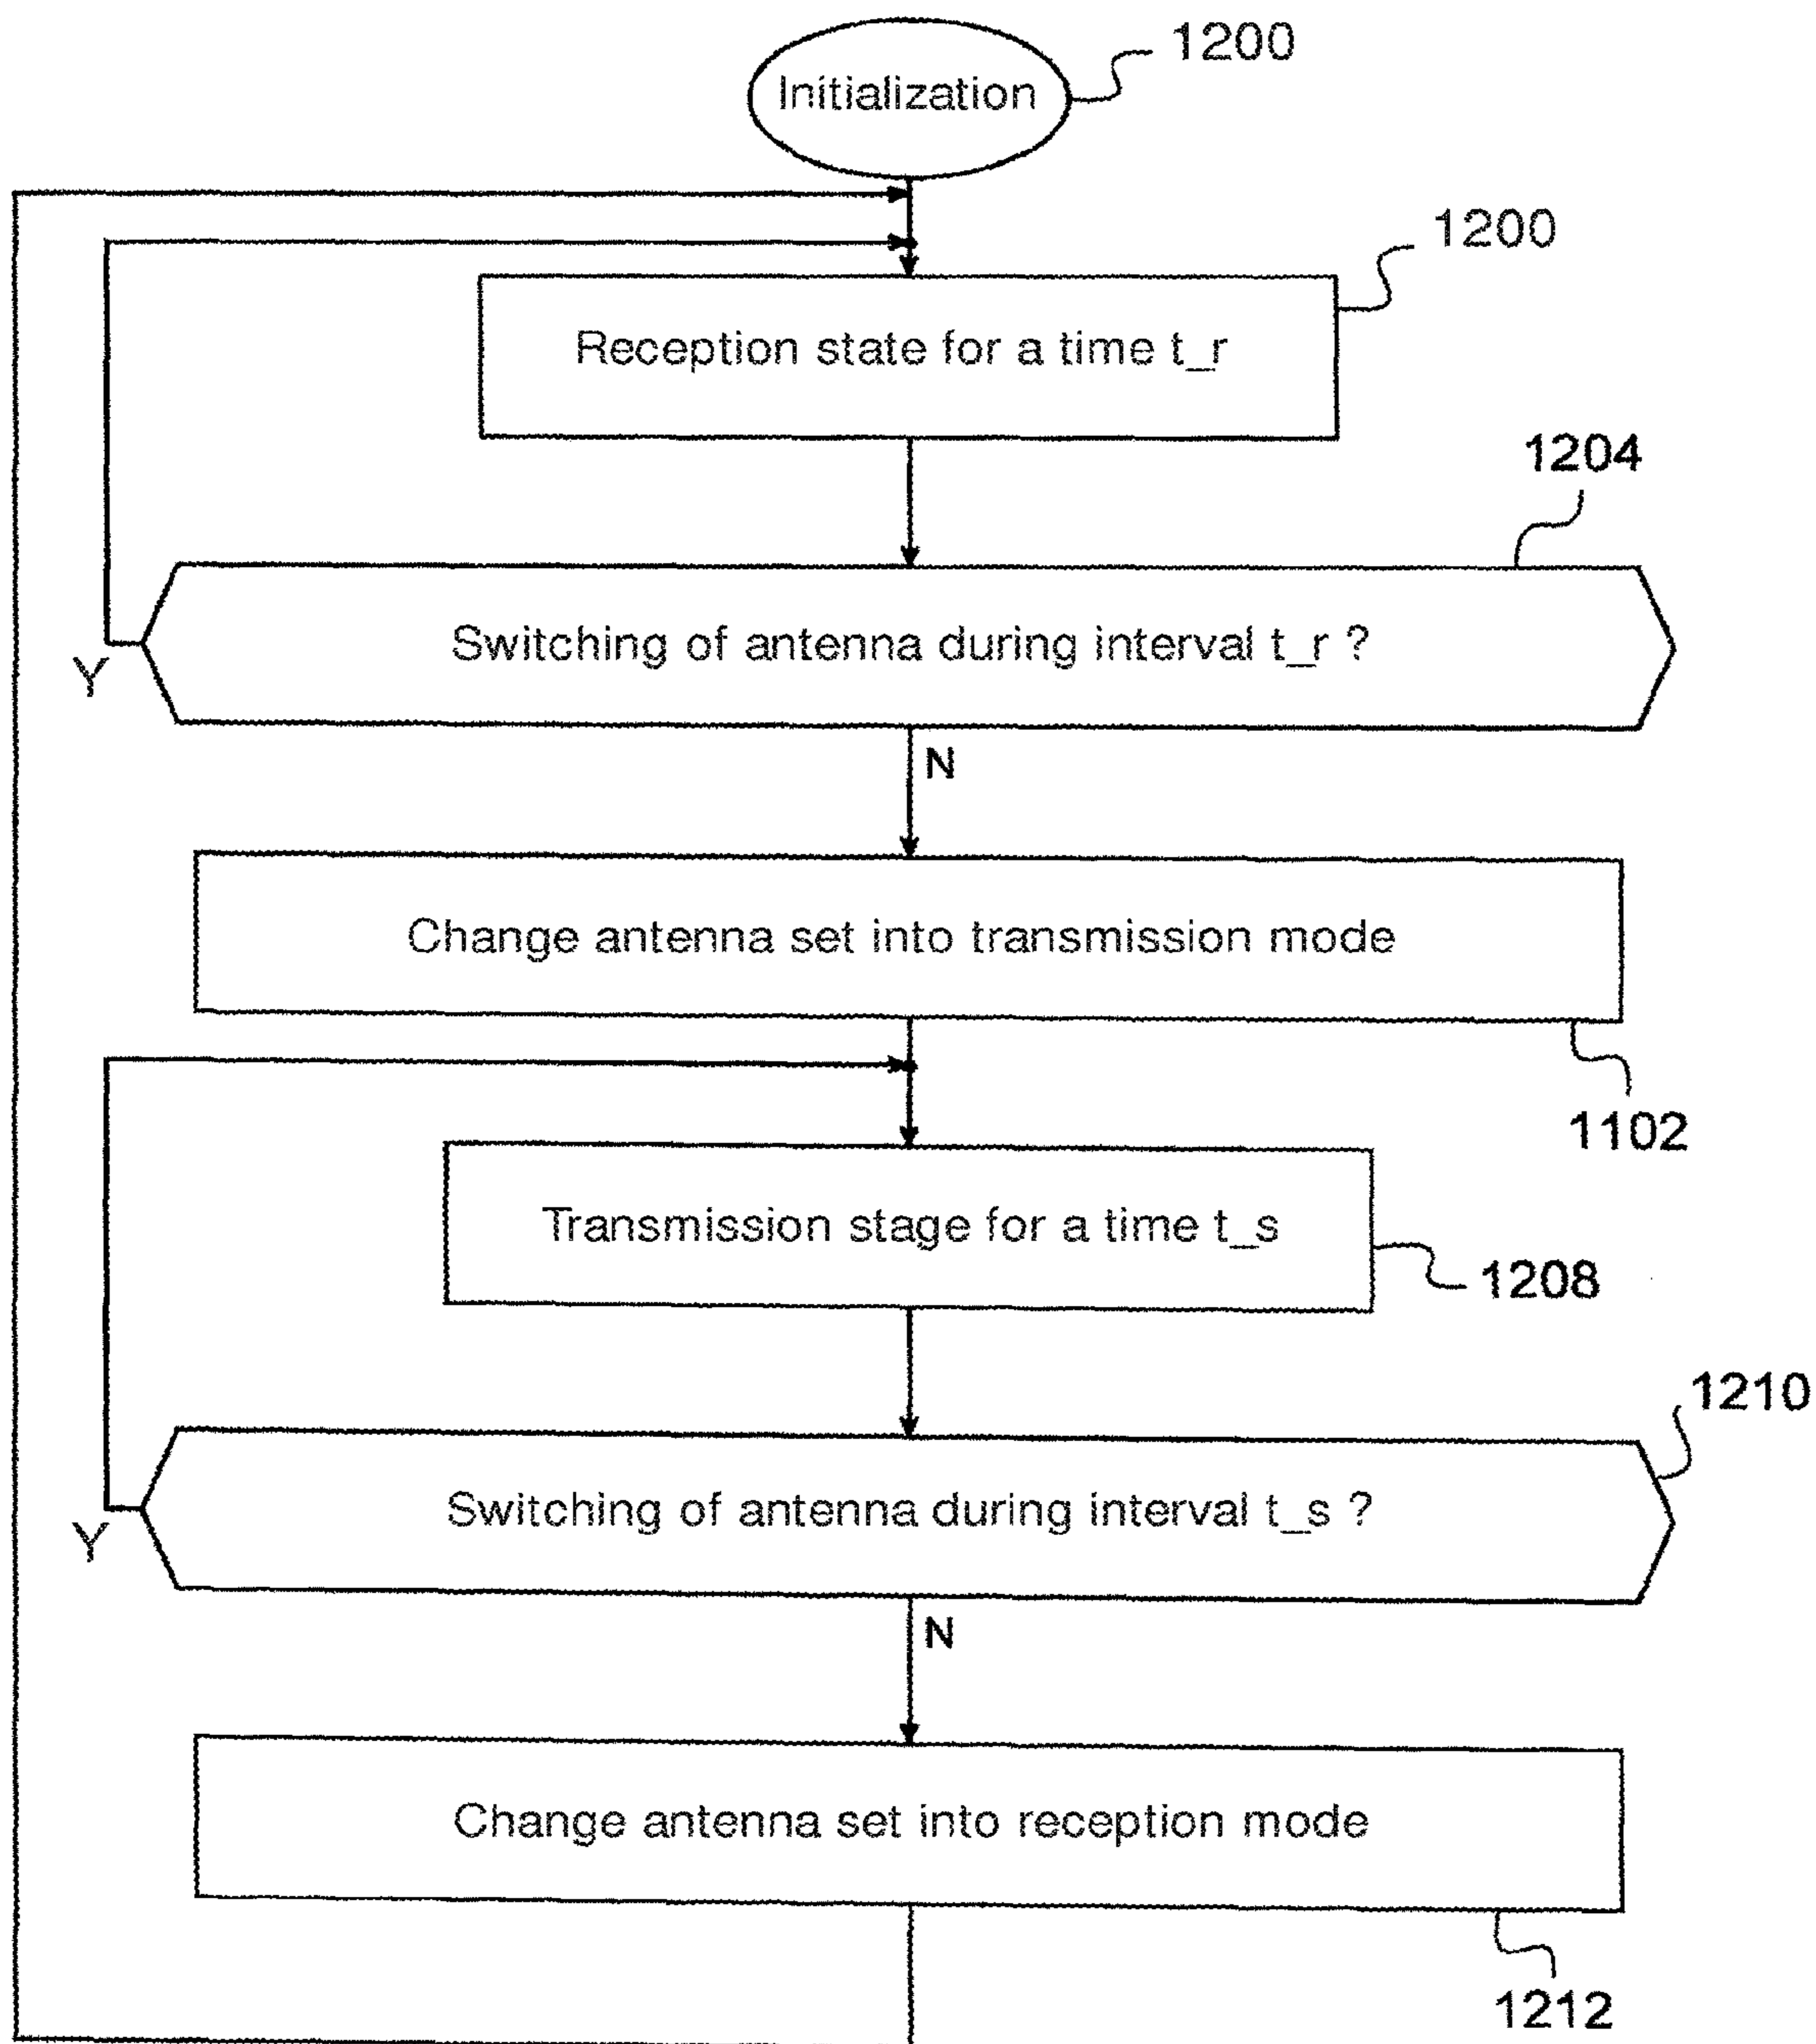 1200
Initialization
1200
Reception state for a time t_r
1204
Switching of antenna during interval t_r ?
Y
N
Change antenna set into transmission mode
1102
Transmission stage for a time t_s
1208
1210
Switching of antenna during interval t_s ?
Y
N
Change antenna set into reception mode
1212